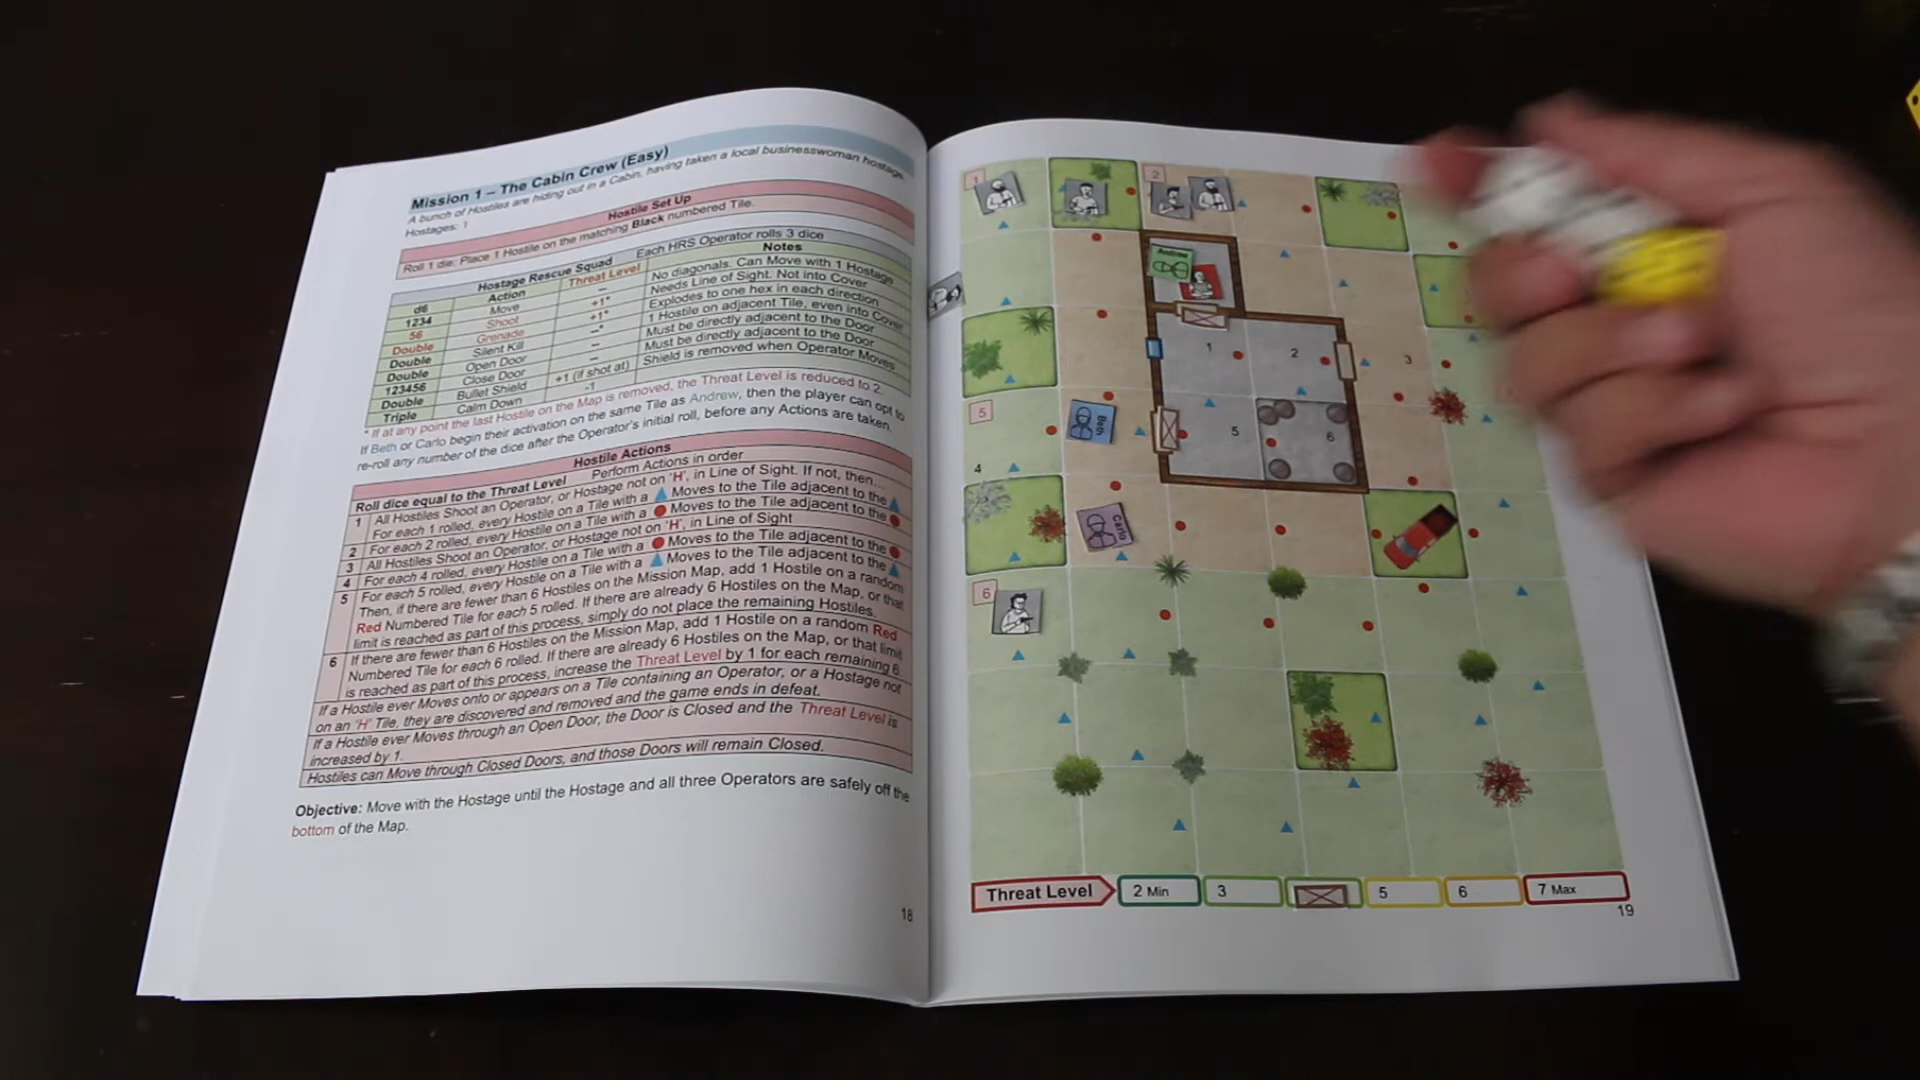 Mission 1 – The Cabin Crew (Easy)
A bunch of Hostiles are hiding out in a Cabin, having taken a local businesswoman hostage.
Hostages: 1
Hostile Set Up
Roll 1 die: Place 1 Hostile on the matching Black numbered Tile.
Hostage Rescue Squad Each HRS Operator rolls 3 dice
d6 Action Threat Level Notes
1234 Move – No diagonals. Can Move with 1 Hostage
56 Shoot +1* Needs Line of Sight. Not into Cover
Double Grenade +1* Explodes to one hex in each direction
Double Silent Kill –* 1 Hostile on adjacent Tile, even into Cover
Double Open Door – Must be directly adjacent to the Door
123456 Close Door – Must be directly adjacent to the Door
Double Bullet Shield +1 (if shot at) Shield is removed when Operator Moves
Triple Calm Down -1
* If at any point the last Hostile on the Map is removed, the Threat Level is reduced to 2.
If Beth or Carlo begin their activation on the same Tile as Andrew, then the player can opt to
re-roll any number of the dice after the Operator's initial roll, before any Actions are taken.
Hostile Actions
Roll dice equal to the Threat Level Perform Actions in order
1 All Hostiles Shoot an Operator, or Hostage not on 'H', in Line of Sight. If not, then...
For each 1 rolled, every Hostile on a Tile with a ▲ Moves to the Tile adjacent to the ▲
2 For each 2 rolled, every Hostile on a Tile with a ● Moves to the Tile adjacent to the ●
3 All Hostiles Shoot an Operator, or Hostage not on 'H', in Line of Sight
4 For each 4 rolled, every Hostile on a Tile with a ● Moves to the Tile adjacent to the ●
5 For each 5 rolled, every Hostile on a Tile with a ▲ Moves to the Tile adjacent to the ▲
Then, if there are fewer than 6 Hostiles on the Mission Map, add 1 Hostile on a random
Red Numbered Tile for each 5 rolled. If there are already 6 Hostiles on the Map, or that
limit is reached as part of this process, simply do not place the remaining Hostiles.
6 If there are fewer than 6 Hostiles on the Mission Map, add 1 Hostile on a random Red
Numbered Tile for each 6 rolled. If there are already 6 Hostiles on the Map, or that limit
is reached as part of this process, increase the Threat Level by 1 for each remaining 6.
If a Hostile ever Moves onto or appears on a Tile containing an Operator, or a Hostage not
on an 'H' Tile, they are discovered and removed and the game ends in defeat.
If a Hostile ever Moves through an Open Door, the Door is Closed and the Threat Level is
increased by 1.
Hostiles can Move through Closed Doors, and those Doors will remain Closed.
Objective: Move with the Hostage until the Hostage and all three Operators are safely off the
bottom of the Map.
18
1 2
Andrew
1 2 3
5
Beth
5 6
4
Carlo
6
Threat Level 2 Min 3 5 6 7 Max
19